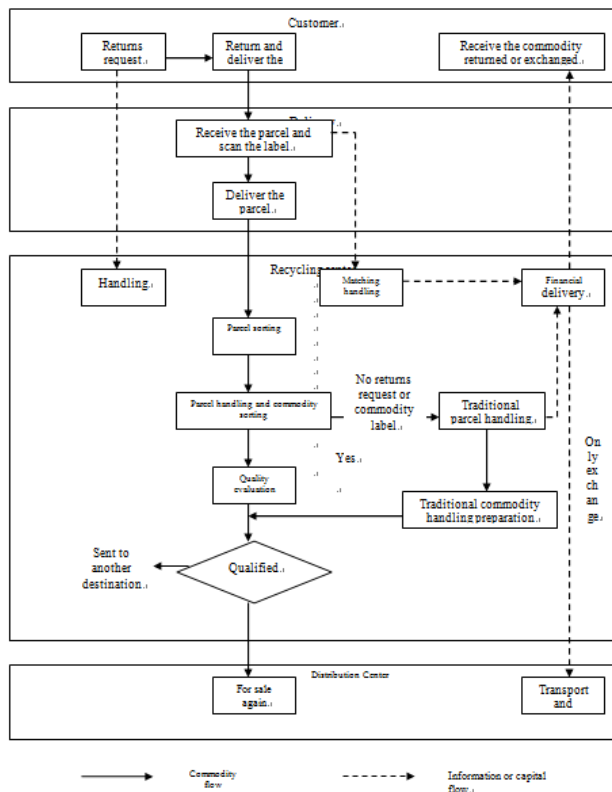 Customer.
Returns
request.
Return and
deliver the
Receive the commodity
returned or exchanged.
Receive the parcel and
scan the label.
Deliver the
parcel.
Handling.
Matching
handling
Financial
delivery.
Parcel sorting
Parcel handling and commodity
sorting
No returns
request or
commodity
label.
Traditional
parcel handling.
Yes.
Quality
evaluation
Traditional commodity
handling preparation.
On
ly
ex
ch
an
ge.
Sent to
another
destination.
Qualified.
Distribution Center
For sale
again.
Transport
and
Commodity
flow
Information or capital
flow.